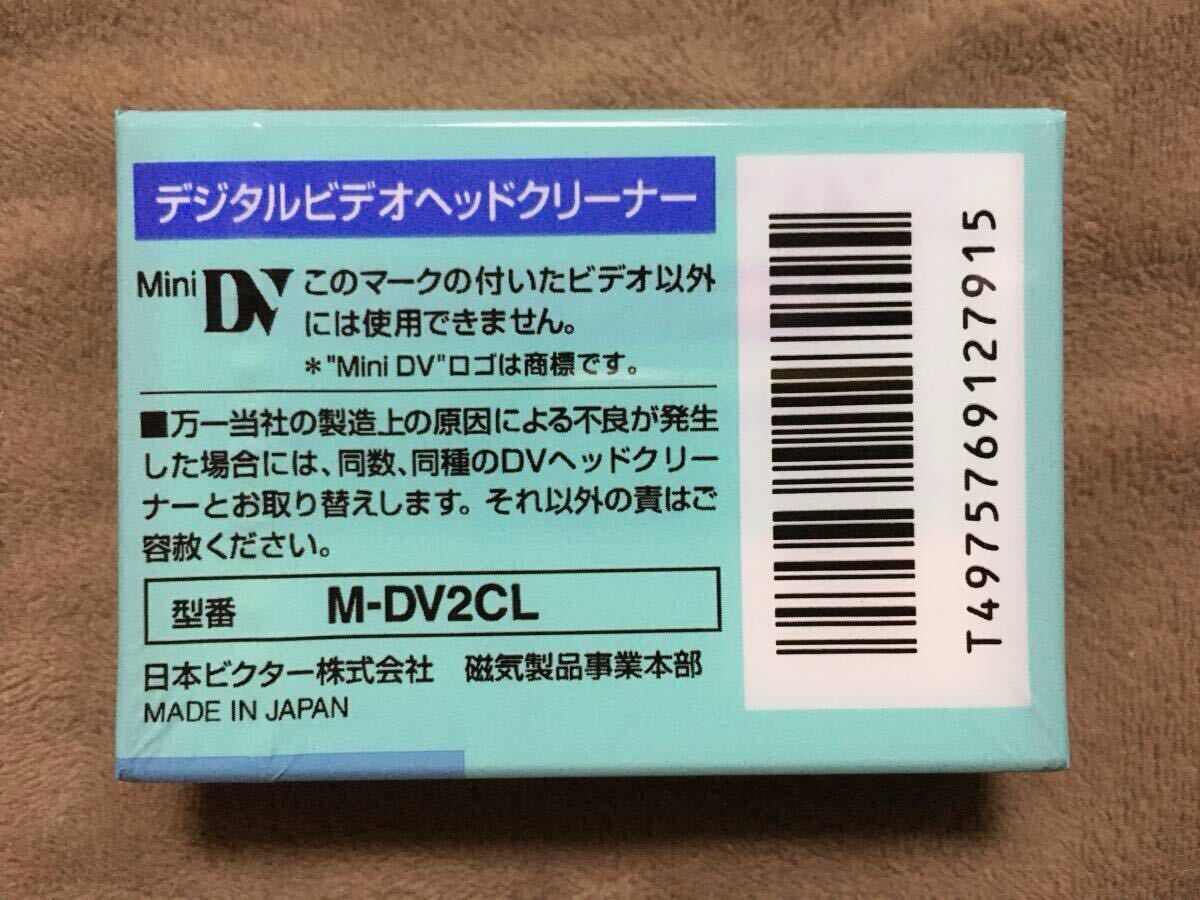 デジタルビデオヘッドクリーナー
Mini DV このマークの付いたビデオ以外
には使用できません。
＊"Mini DV"ロゴは商標です。
■万一当社の製造上の原因による不良が発生
した場合には、同数、同種のDVヘッドクリー
ナーとお取り替えします。それ以外の責はご
容赦ください。
型番 M-DV2CL
日本ビクター株式会社 磁気製品事業本部
MADE IN JAPAN
T4975769127915